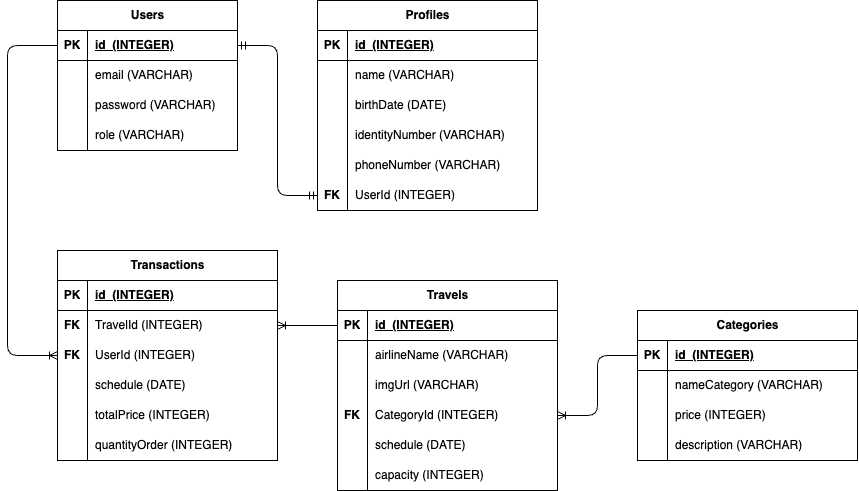 Users
PK id (INTEGER)
email (VARCHAR)
password (VARCHAR)
role (VARCHAR)
Profiles
PK id (INTEGER)
name (VARCHAR)
birthDate (DATE)
identityNumber (VARCHAR)
phoneNumber (VARCHAR)
FK UserId (INTEGER)
Transactions
PK id (INTEGER)
FK TravelId (INTEGER)
FK UserId (INTEGER)
schedule (DATE)
totalPrice (INTEGER)
quantityOrder (INTEGER)
Travels
PK id (INTEGER)
airlineName (VARCHAR)
imgUrl (VARCHAR)
FK CategoryId (INTEGER)
schedule (DATE)
capacity (INTEGER)
Categories
PK id (INTEGER)
nameCategory (VARCHAR)
price (INTEGER)
description (VARCHAR)